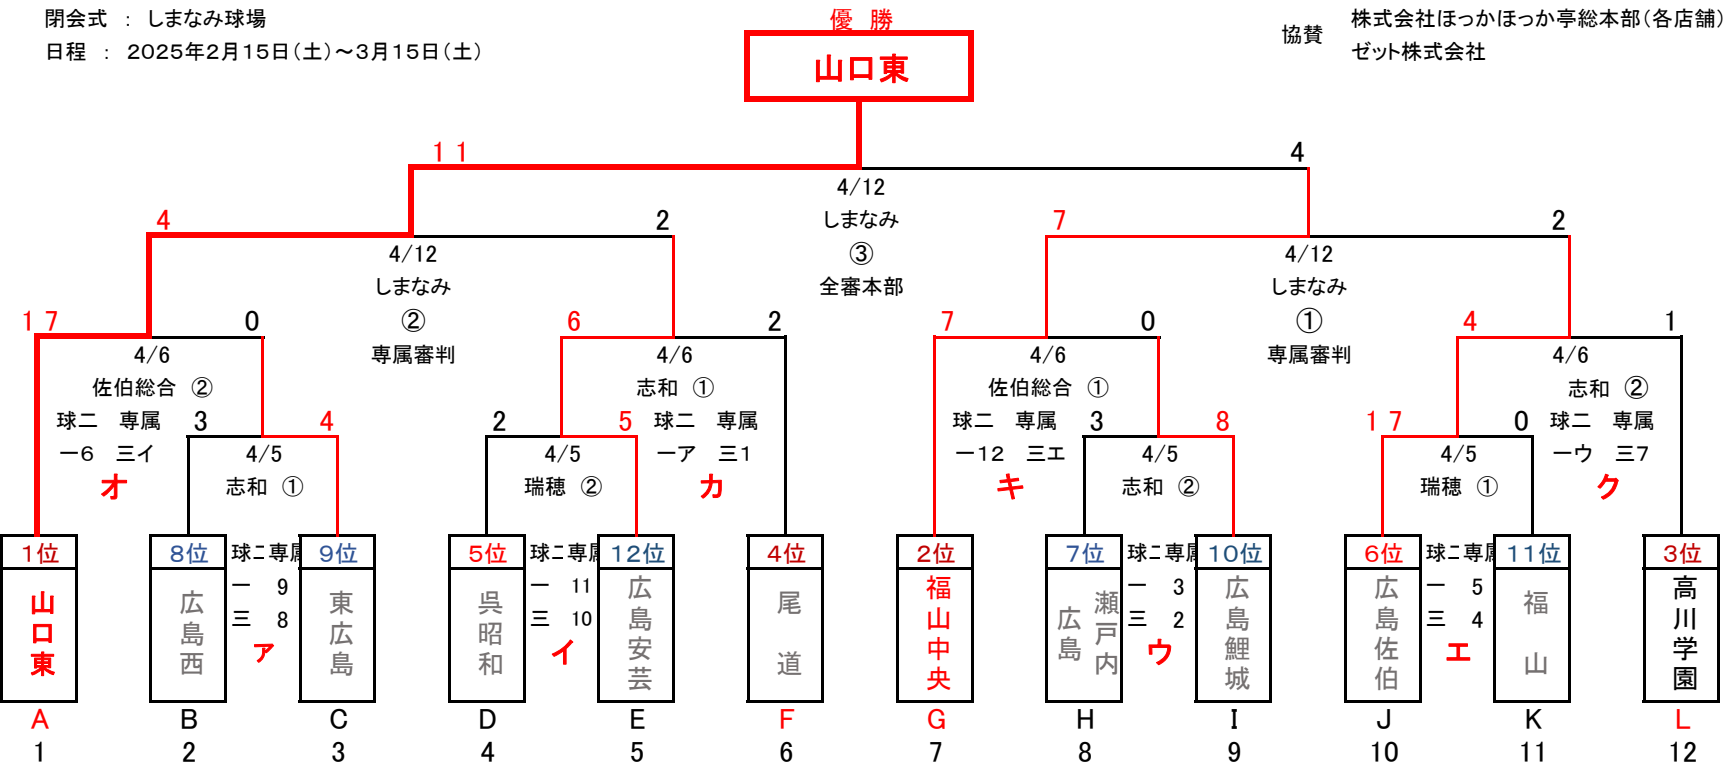 閉会式 ： しまなみ球場
日程 ： 2025年2月15日(土)～3月15日(土)
優 勝
山口東
協賛
株式会社ほっかほっか亭総本部(各店舗)
ゼット株式会社
11 4
4/12
しまなみ
③
全審本部
4 2
4/12
しまなみ
②
専属審判
7 2
4/12
しまなみ
①
専属審判
17 0
4/6
佐伯総合 ②
球二 専属
一6 三イ
オ
6 2
4/6
志和 ①
球二 専属
一ア 三1
カ
7 0
4/6
佐伯総合 ①
球二 専属
一12 三エ
キ
4 1
4/6
志和 ②
球二 専属
一ウ 三7
ク
3 4
4/5
志和 ①
2 5
4/5
瑞穂 ②
3 8
4/5
志和 ②
17 0
4/5
瑞穂 ①
1位 8位 球二専属 9位 5位 球二専属 12位 4位 2位 7位 球二専属 10位 6位 球二専属 11位 3位
山口東
広島西
一 9
三 8
ア
東広島
呉昭和
一 11
三 10
イ
広島安芸
尾道
福山中央
広島瀬戸内
一 3
三 2
ウ
広島鯉城
広島佐伯
一 5
三 4
エ
福山
高川学園
A B C D E F G H I J K L
1 2 3 4 5 6 7 8 9 10 11 12